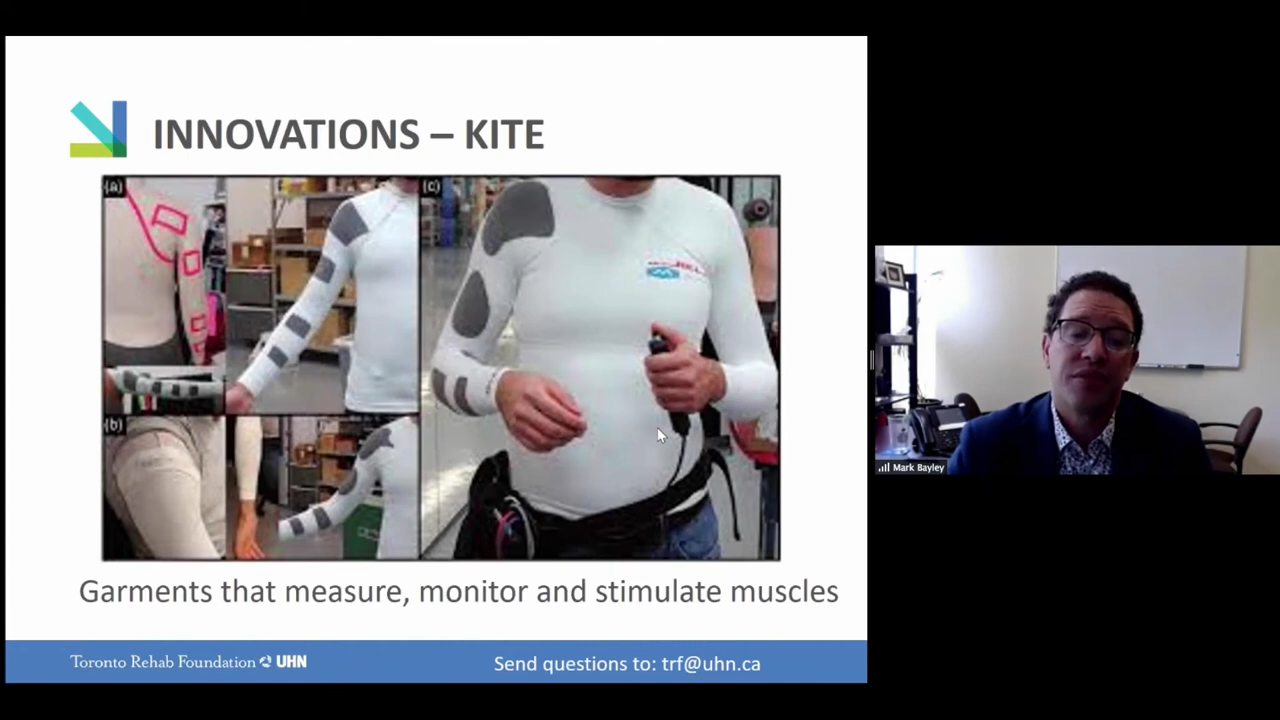 INNOVATIONS – KITE
(a)
(c)
(b)
Garments that measure, monitor and stimulate muscles
Toronto Rehab Foundation UHN
Send questions to: trf@uhn.ca
Mark Bayley